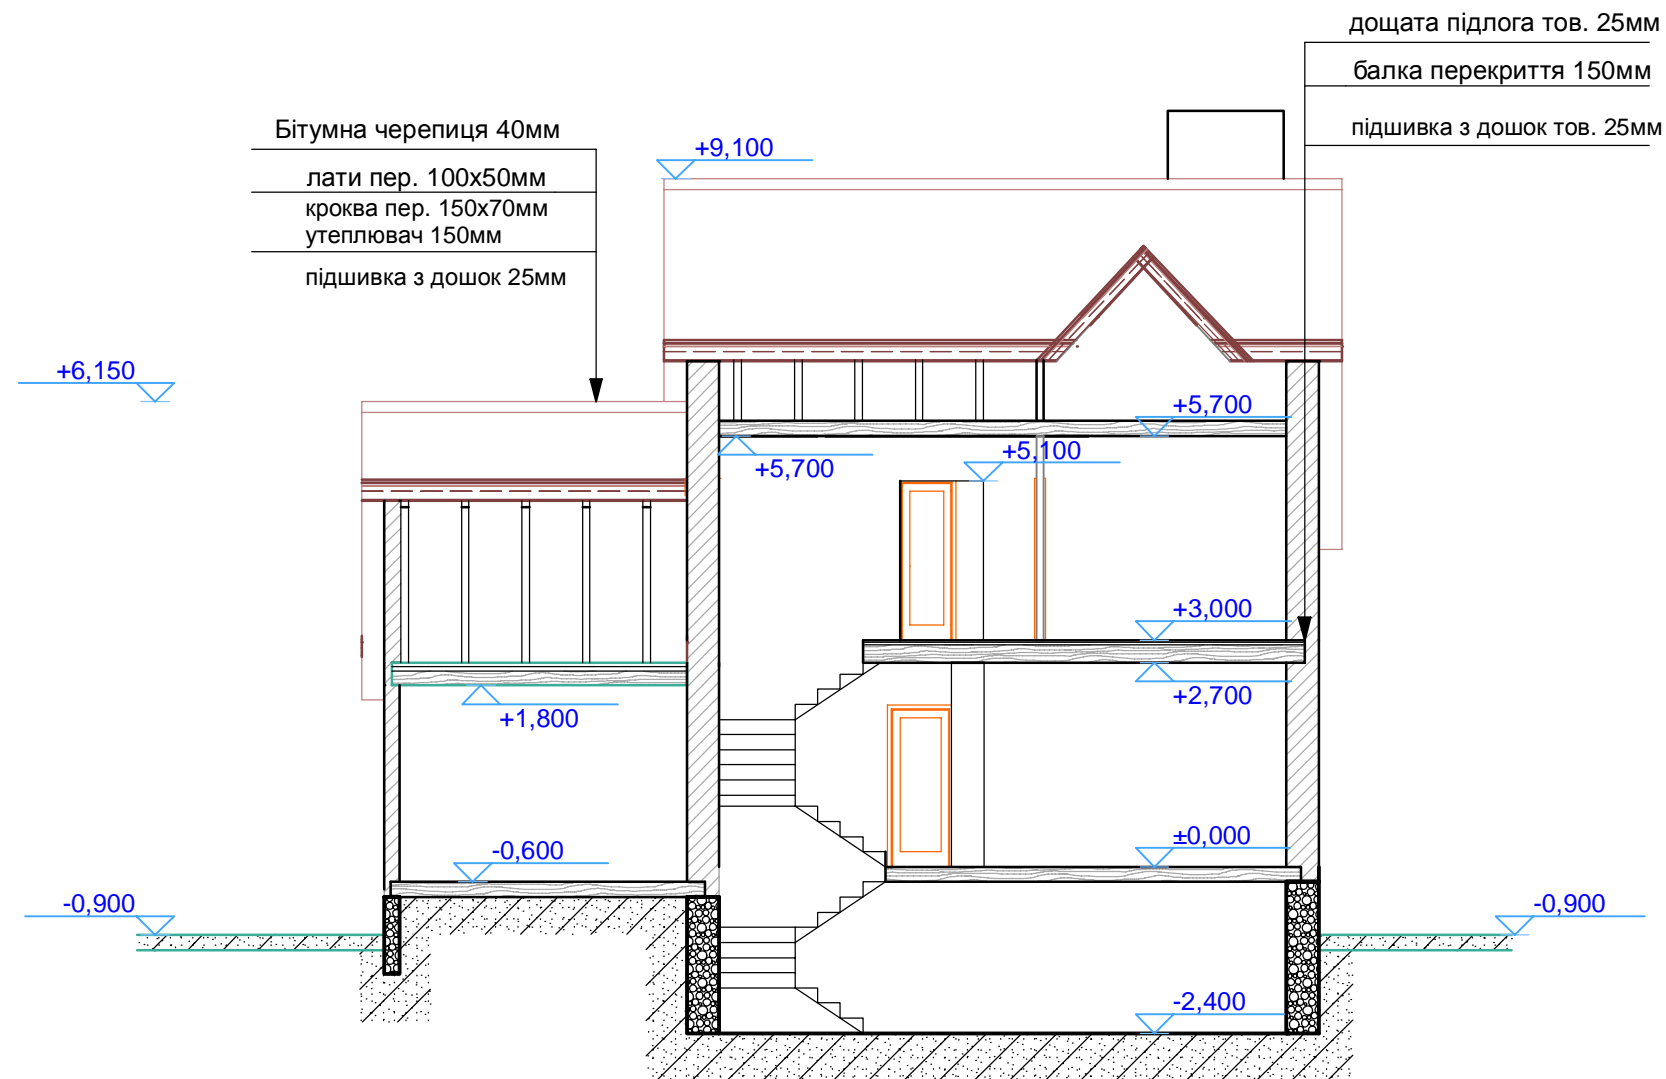 дощата підлога тов. 25мм
балка перекриття 150мм
підшивка з дошок тов. 25мм
Бітумна черепиця 40мм
лати пер. 100х50мм
кроква пер. 150х70мм
утеплювач 150мм
підшивка з дошок 25мм
+9,100
+6,150
+5,700
+5,700
+5,100
+3,000
+2,700
+1,800
±0,000
-0,600
-0,900
-0,900
-2,400